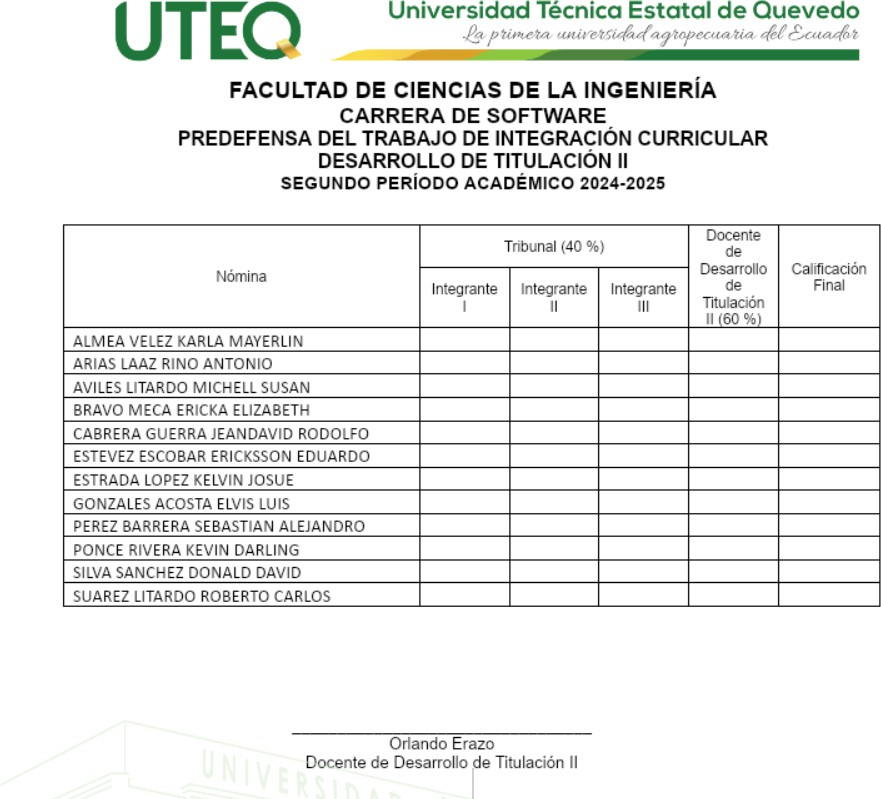 UTEQ
Universidad Técnica Estatal de Quevedo
La primera universidad agropecuaria del Ecuador
FACULTAD DE CIENCIAS DE LA INGENIERÍA
CARRERA DE SOFTWARE
PREDEFENSA DEL TRABAJO DE INTEGRACIÓN CURRICULAR
DESARROLLO DE TITULACIÓN II
SEGUNDO PERÍODO ACADÉMICO 2024-2025
Nómina
Tribunal (40 %)
Integrante
I
Integrante
II
Integrante
III
Docente
de
Desarrollo
de
Titulación
II (60 %)
Calificación
Final
ALMEA VELEZ KARLA MAYERLIN
ARIAS LAAZ RINO ANTONIO
AVILES LITARDO MICHELL SUSAN
BRAVO MECA ERICKA ELIZABETH
CABRERA GUERRA JEANDAVID RODOLFO
ESTEVEZ ESCOBAR ERICKSSON EDUARDO
ESTRADA LOPEZ KELVIN JOSUE
GONZALES ACOSTA ELVIS LUIS
PEREZ BARRERA SEBASTIAN ALEJANDRO
PONCE RIVERA KEVIN DARLING
SILVA SANCHEZ DONALD DAVID
SUAREZ LITARDO ROBERTO CARLOS
Orlando Erazo
Docente de Desarrollo de Titulación II
UNIVERSIDAD